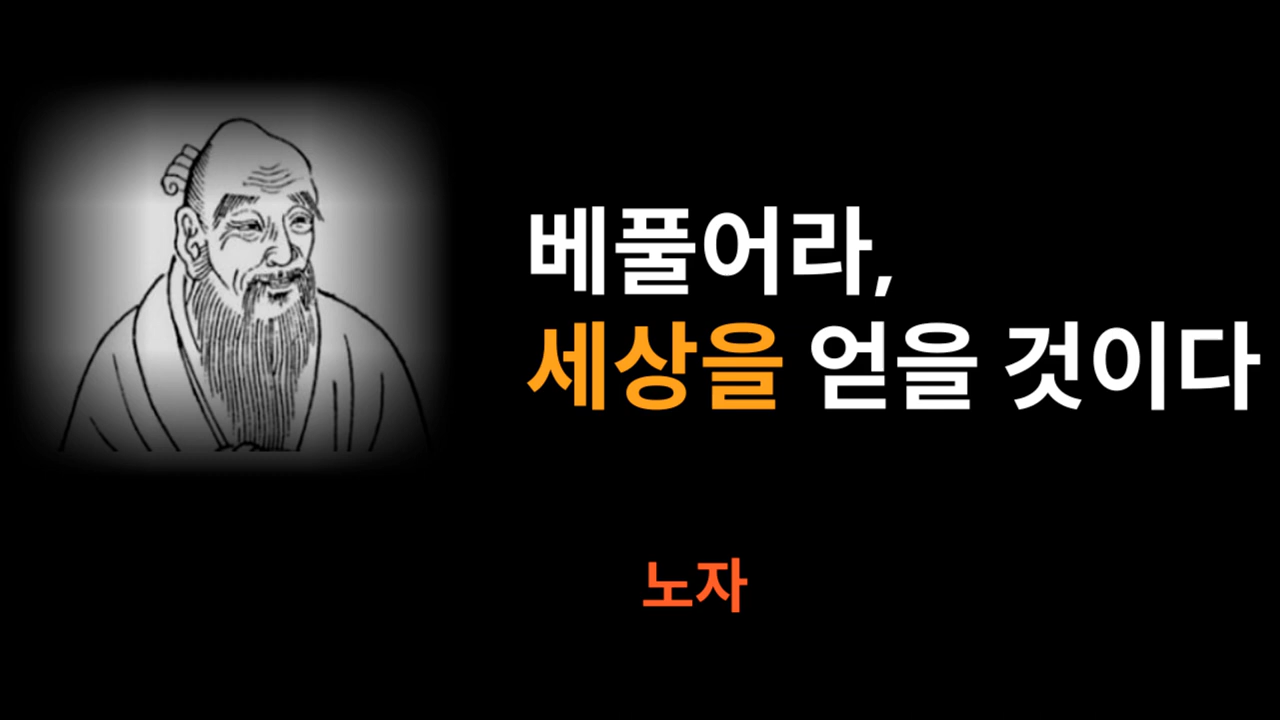 베풀어라,
세상을 얻을 것이다
노자